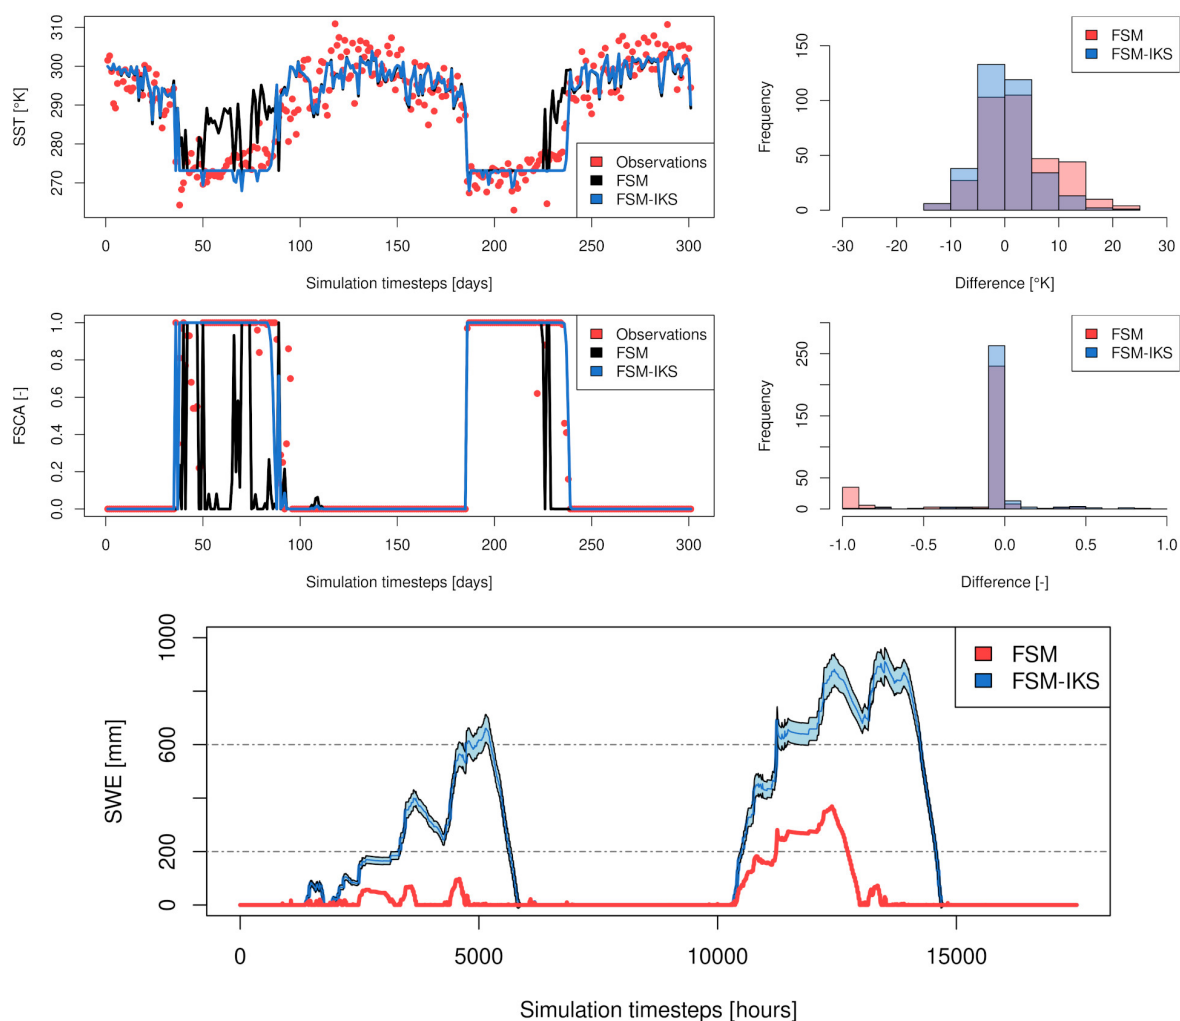 310
300
290
280
270
SST [°K]
Observations
FSM
FSM-IKS
0 50 100 150 200 250 300
Simulation timesteps [days]
150
100
50
0
Frequency
FSM
FSM-IKS
-30 -20 -10 0 10 20 30
Difference [°K]
1.0
0.8
0.6
0.4
0.2
0.0
FSCA [-]
Observations
FSM
FSM-IKS
0 50 100 150 200 250 300
Simulation timesteps [days]
250
150
50
0
Frequency
FSM
FSM-IKS
-1.0 -0.5 0.0 0.5 1.0
Difference [-]
1000
600
200
0
SWE [mm]
FSM
FSM-IKS
0 5000 10000 15000
Simulation timesteps [hours]